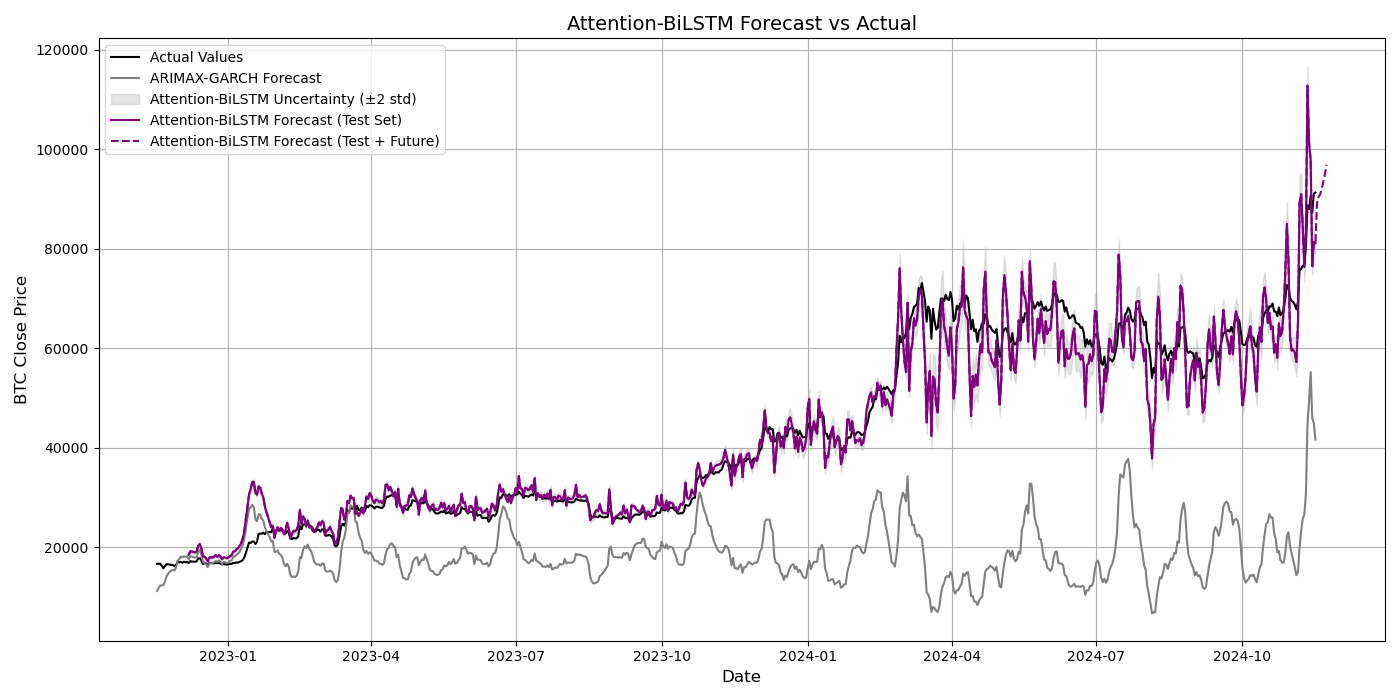 Attention-BiLSTM Forecast vs Actual
Actual Values
ARIMAX-GARCH Forecast
Attention-BiLSTM Uncertainty (±2 std)
Attention-BiLSTM Forecast (Test Set)
Attention-BiLSTM Forecast (Test + Future)
BTC Close Price
120000
100000
80000
60000
40000
20000
2023-01
2023-04
2023-07
2023-10
2024-01
2024-04
2024-07
2024-10
Date